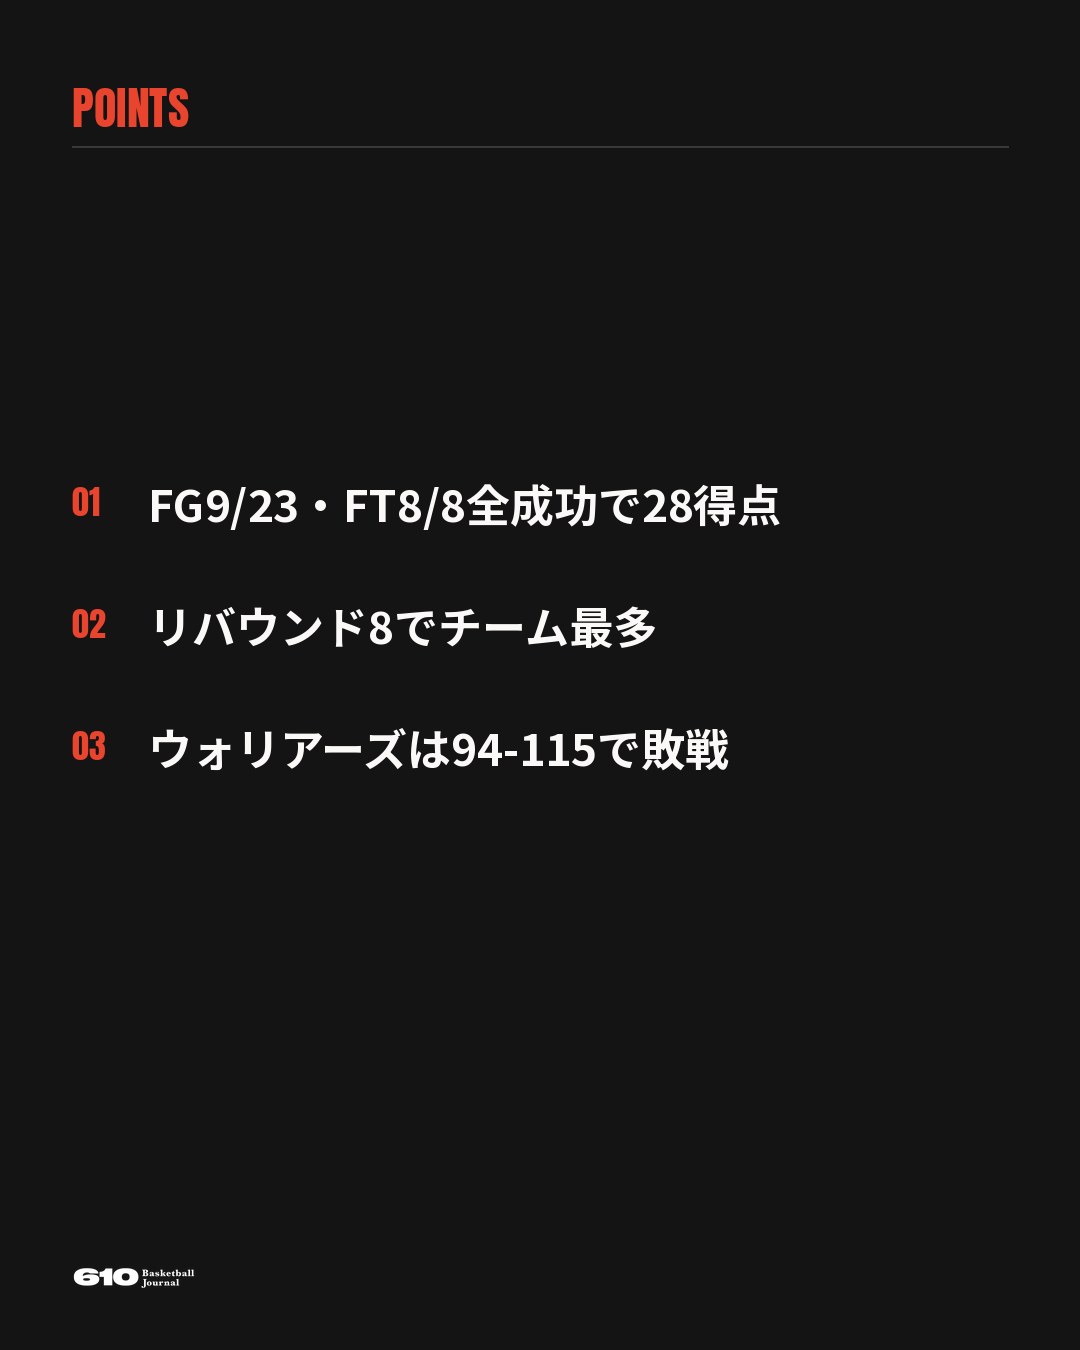 POINTS
01 FG9/23・FT8/8全成功で28得点
02 リバウンド8でチーム最多
03 ウォリアーズは94-115で敗戦
610 Basketball
Journal